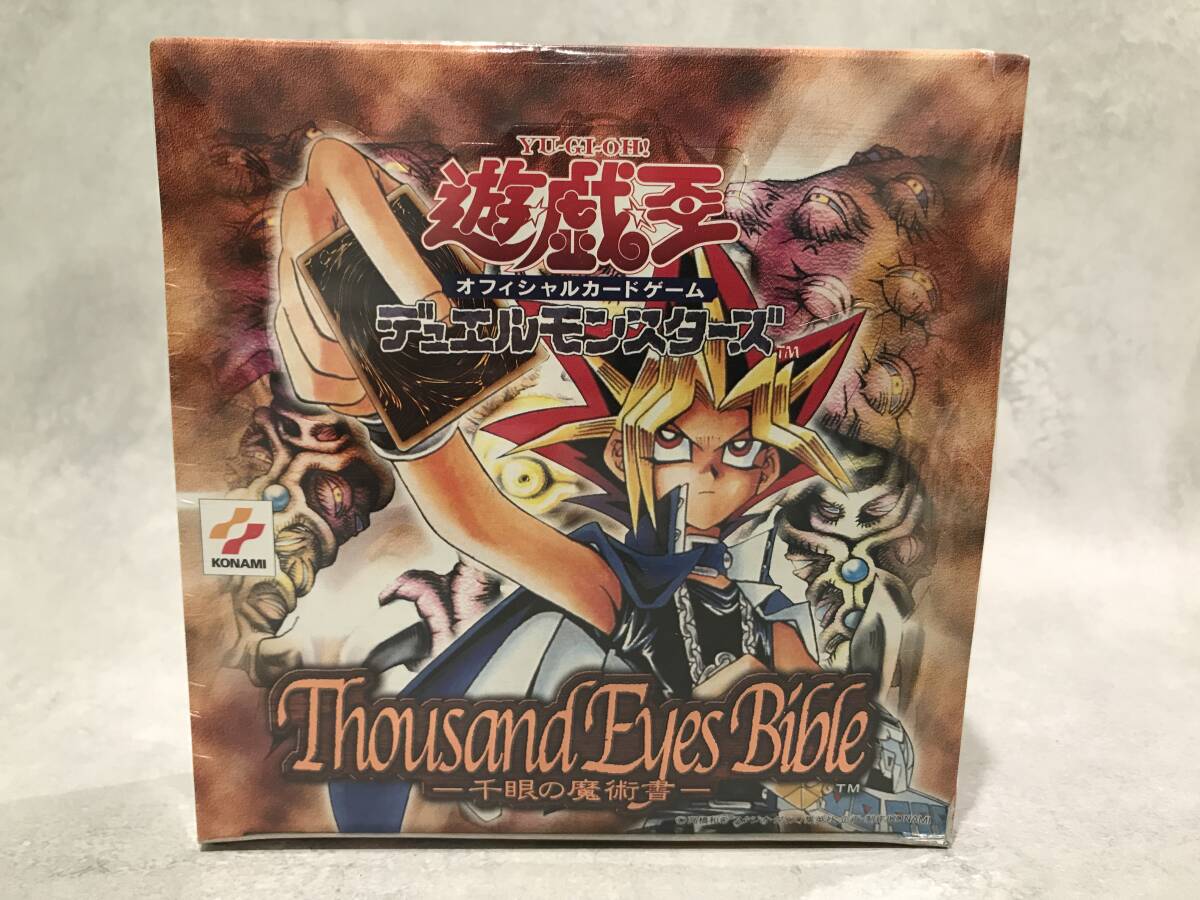 YU-GI-OH!
遊戯王
オフィシャルカードゲーム
デュエルモンスターズ
TM
KONAMI
Thousand Eyes Bible
―千眼の魔術書―
TM
KONAMI